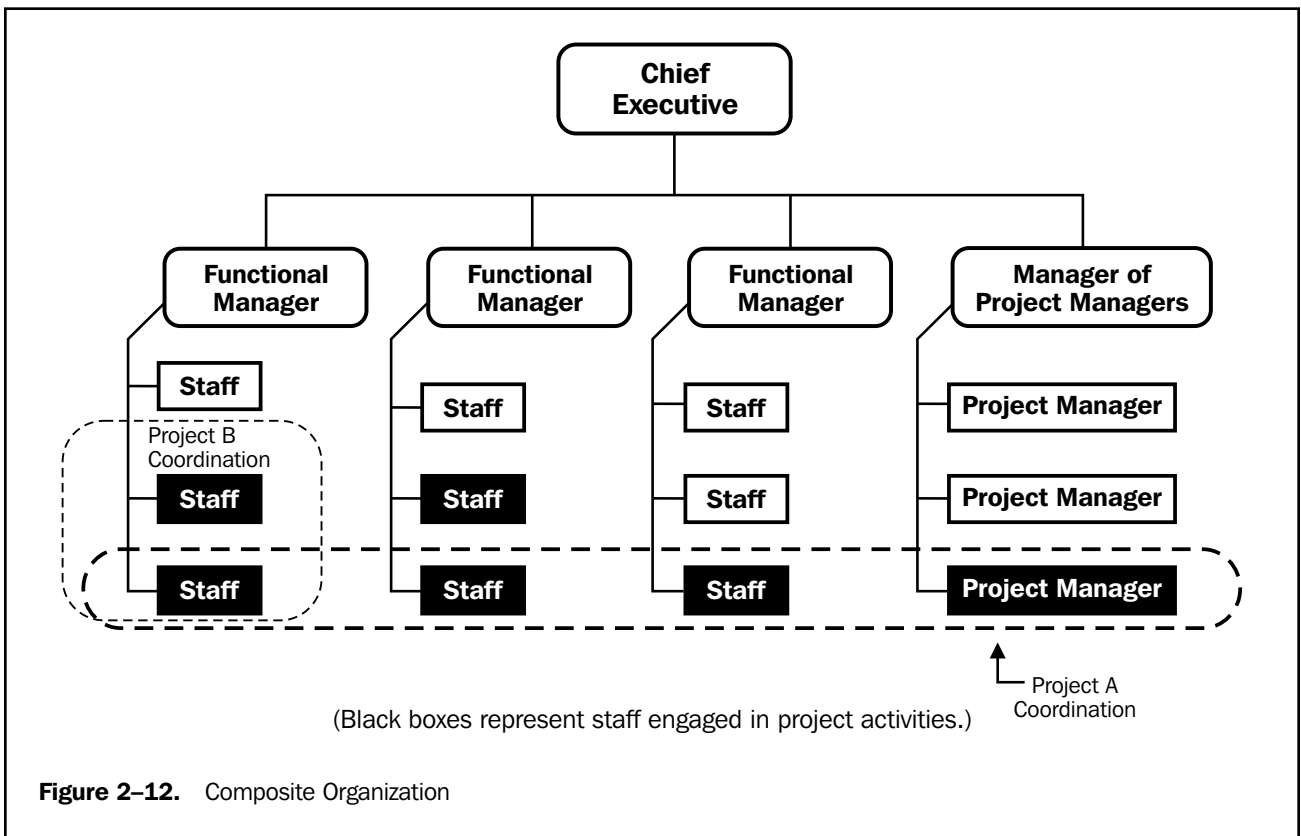 Chief
Executive
Functional
Manager
Functional
Manager
Functional
Manager
Manager of
Project Managers
Staff
Staff
Staff
Project Manager
Project B
Coordination
Staff
Staff
Staff
Project Manager
Staff
Staff
Staff
Project Manager
Project A
Coordination
(Black boxes represent staff engaged in project activities.)
Figure 2–12. Composite Organization